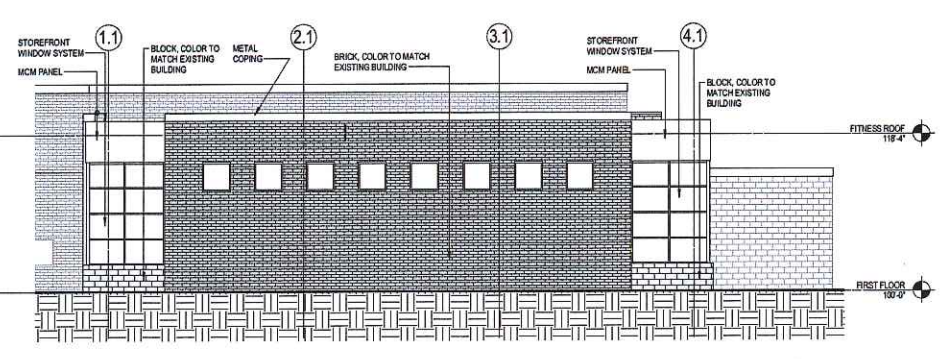 1.1
2.1
3.1
4.1
STOREFRONT
WINDOW SYSTEM
MCM PANEL
BLOCK, COLOR TO
MATCH EXISTING
BUILDING
METAL
COPING
BRICK, COLOR TO MATCH
EXISTING BUILDING
STOREFRONT
WINDOW SYSTEM
MCM PANEL
BLOCK, COLOR TO
MATCH EXISTING
BUILDING
FITNESS ROOF
118'-4"
FIRST FLOOR
100'-0"